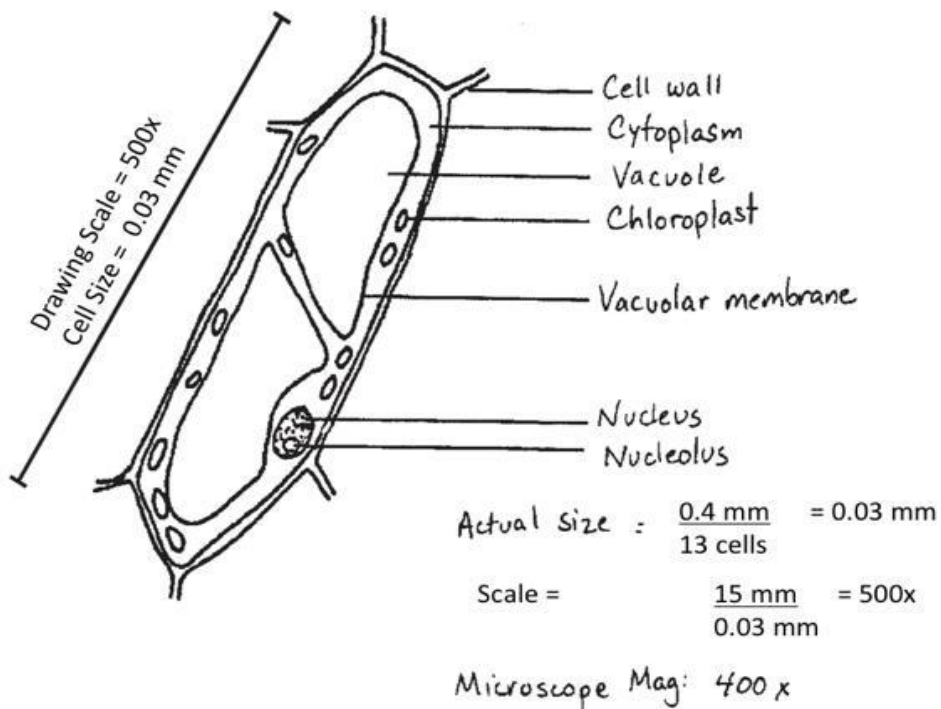 Drawing Scale = 500x
Cell Size = 0.03 mm
Cell wall
Cytoplasm
Vacuole
Chloroplast
Vacuolar membrane
Nucleus
Nucleolus
Actual size : 0.4 mm = 0.03 mm
13 cells
Scale = 15 mm = 500x
0.03 mm
Microscope Mag: 400 x